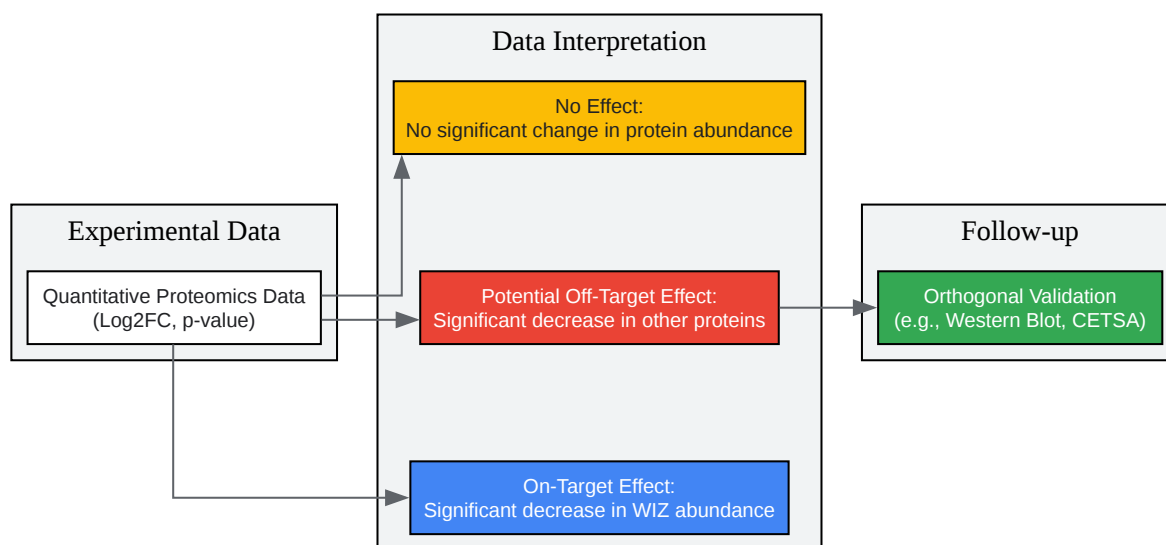 Data Interpretation
No Effect:
No significant change in protein abundance
Experimental Data
Quantitative Proteomics Data
(Log2FC, p-value)
Potential Off-Target Effect:
Significant decrease in other proteins
Follow-up
Orthogonal Validation
(e.g., Western Blot, CETSA)
On-Target Effect:
Significant decrease in WIZ abundance